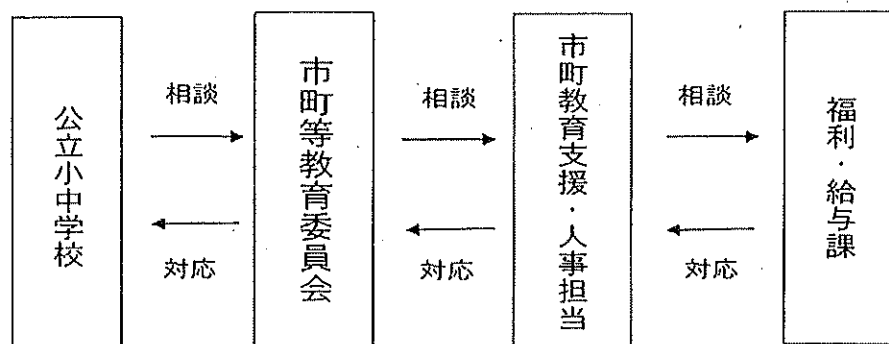 公立小中学校
相談
対応
市町等教育委員会
相談
対応
市町教育支援・人事担当
相談
対応
福利・給与課